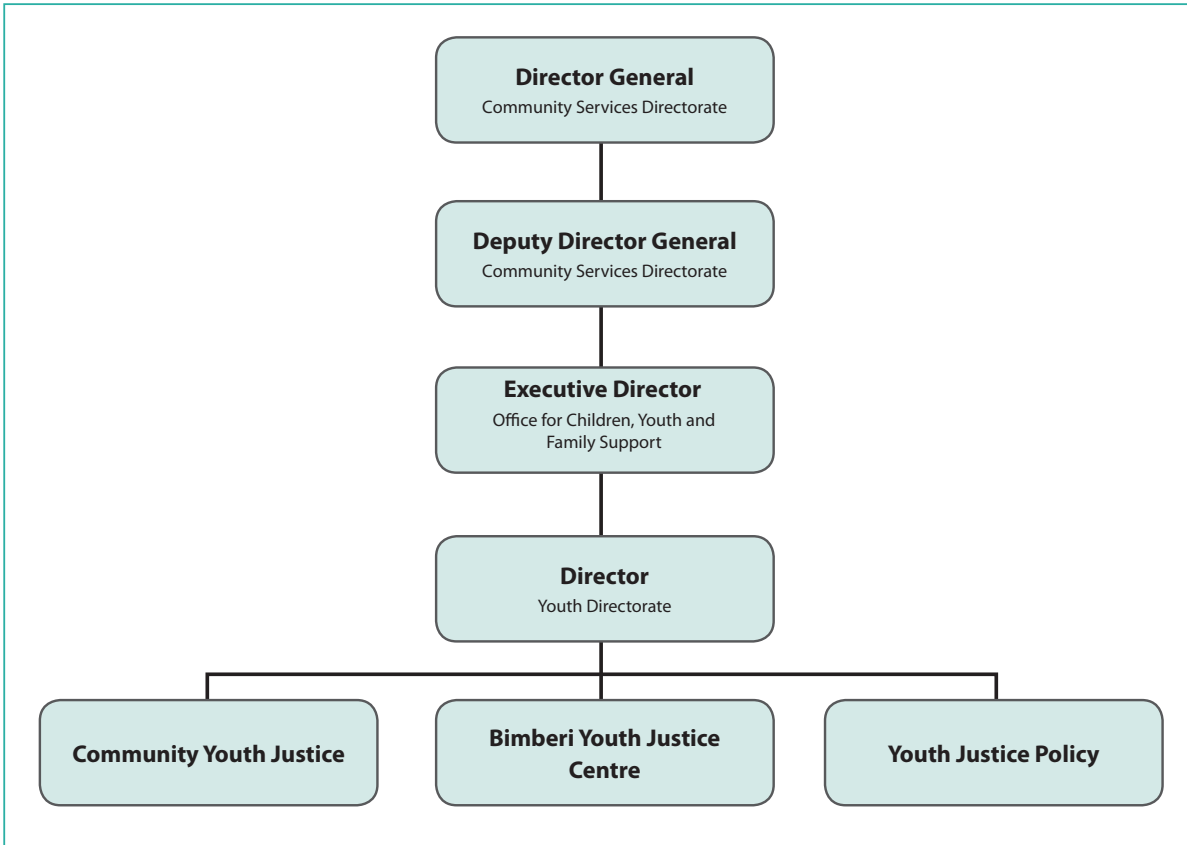 Director General
Community Services Directorate
Deputy Director General
Community Services Directorate
Executive Director
Office for Children, Youth and
Family Support
Director
Youth Directorate
Community Youth Justice
Bimberi Youth Justice
Centre
Youth Justice Policy